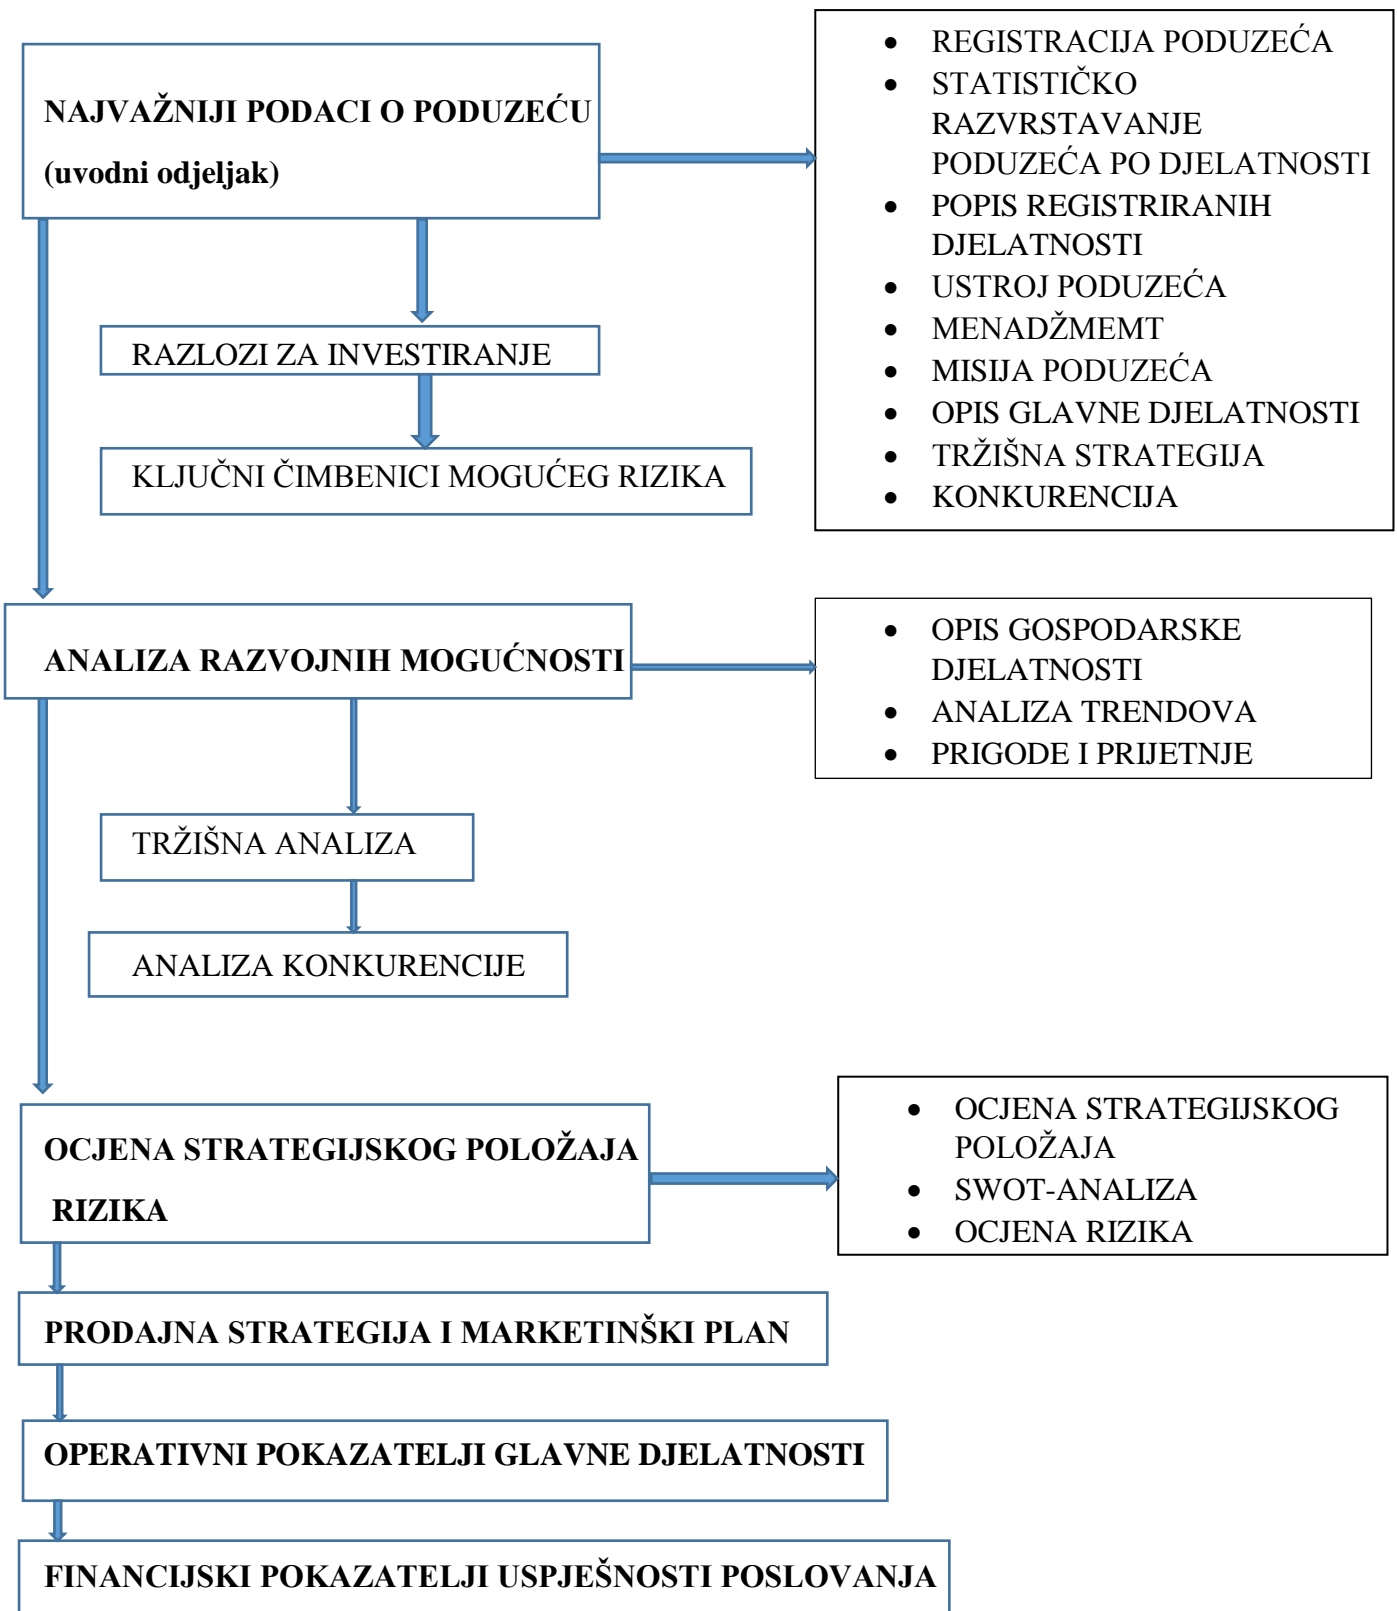 NAJVAŽNIJI PODACI O PODUZEĆU
(uvodni odjeljak)
• REGISTRACIJA PODUZEĆA
• STATISTIČKO
RAZVRSTAVANJE
PODUZEĆA PO DJELATNOSTI
• POPIS REGISTRIRANIH
DJELATNOSTI
• USTROJ PODUZEĆA
• MENADŽMEMT
• MISIJA PODUZEĆA
• OPIS GLAVNE DJELATNOSTI
• TRŽIŠNA STRATEGIJA
• KONKURENCIJA
RAZLOZI ZA INVESTIRANJE
KLJUČNI ČIMBENICI MOGUĆEG RIZIKA
ANALIZA RAZVOJNIH MOGUĆNOSTI
• OPIS GOSPODARSKE
DJELATNOSTI
• ANALIZA TRENDOVA
• PRIGODE I PRIJETNJE
TRŽIŠNA ANALIZA
ANALIZA KONKURENCIJE
OCJENA STRATEGIJSKOG POLOŽAJA
RIZIKA
• OCJENA STRATEGIJSKOG
POLOŽAJA
• SWOT-ANALIZA
• OCJENA RIZIKA
PRODAJNA STRATEGIJA I MARKETINŠKI PLAN
OPERATIVNI POKAZATELJI GLAVNE DJELATNOSTI
FINANCIJSKI POKAZATELJI USPJEŠNOSTI POSLOVANJA